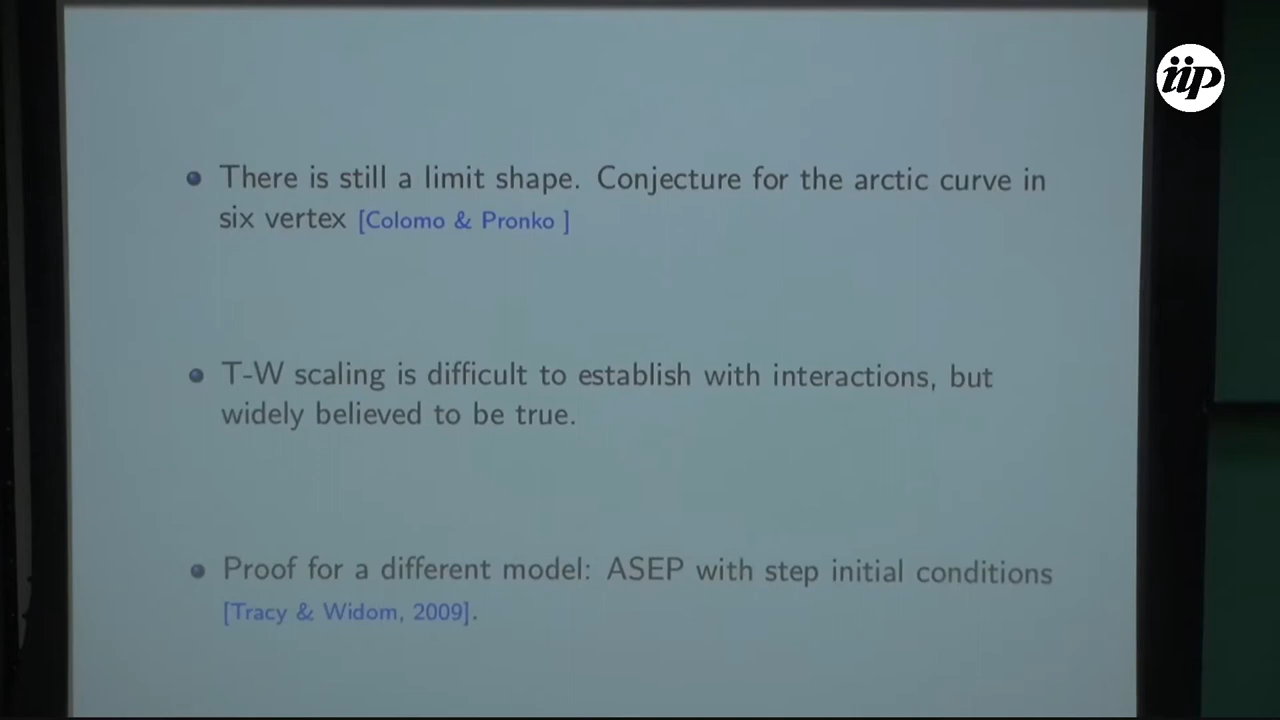 iip
There is still a limit shape. Conjecture for the arctic curve in
six vertex [Colomo & Pronko ]
T-W scaling is difficult to establish with interactions, but
widely believed to be true.
Proof for a different model: ASEP with step initial conditions
[Tracy & Widom, 2009].